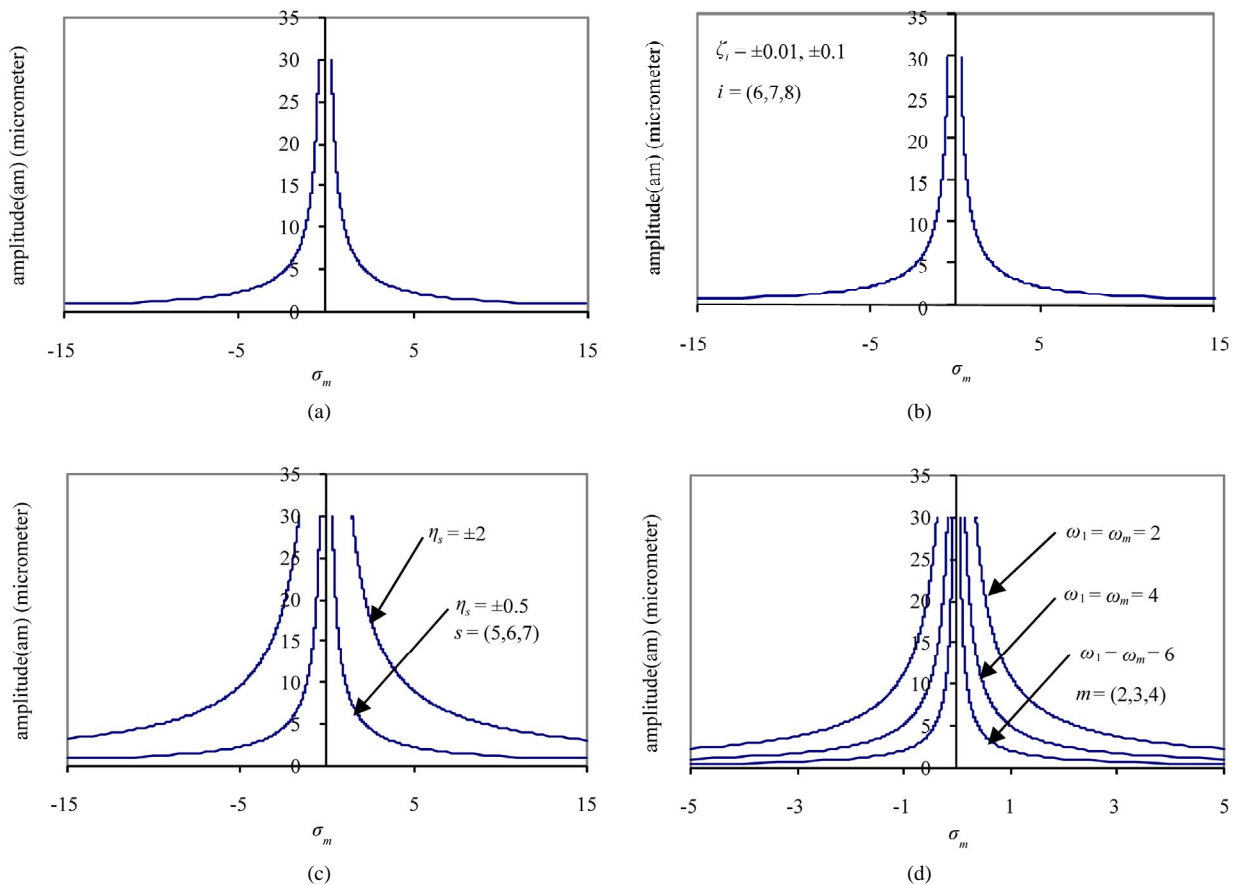 amplitude(am) (micrometer)
35
30
25
20
15
10
5
0
-15
-5
5
15
σm
(a)
amplitude(am) (micrometer)
35
30
25
20
15
10
5
0
ζi – ±0.01, ±0.1
i = (6,7,8)
-15
-5
5
15
σm
(b)
amplitude(am) (micrometer)
35
30
25
20
15
10
5
0
ηs = ±2
ηs = ±0.5
s = (5,6,7)
-15
-5
5
15
σm
(c)
amplitude(am) (micrometer)
35
30
25
20
15
10
5
0
ω1 = ωm = 2
ω1 = ωm = 4
ω1 – ωm – 6
m = (2,3,4)
-5
-3
-1
1
3
5
σm
(d)